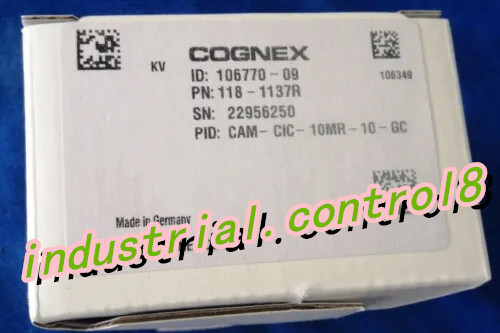 COGNEX
KV
ID: 106770-09
106349
PN: 118-1137R
SN: 22956250
PID: CAM-CIC-10MR-10-GC
Made in Germany
industrial.control8